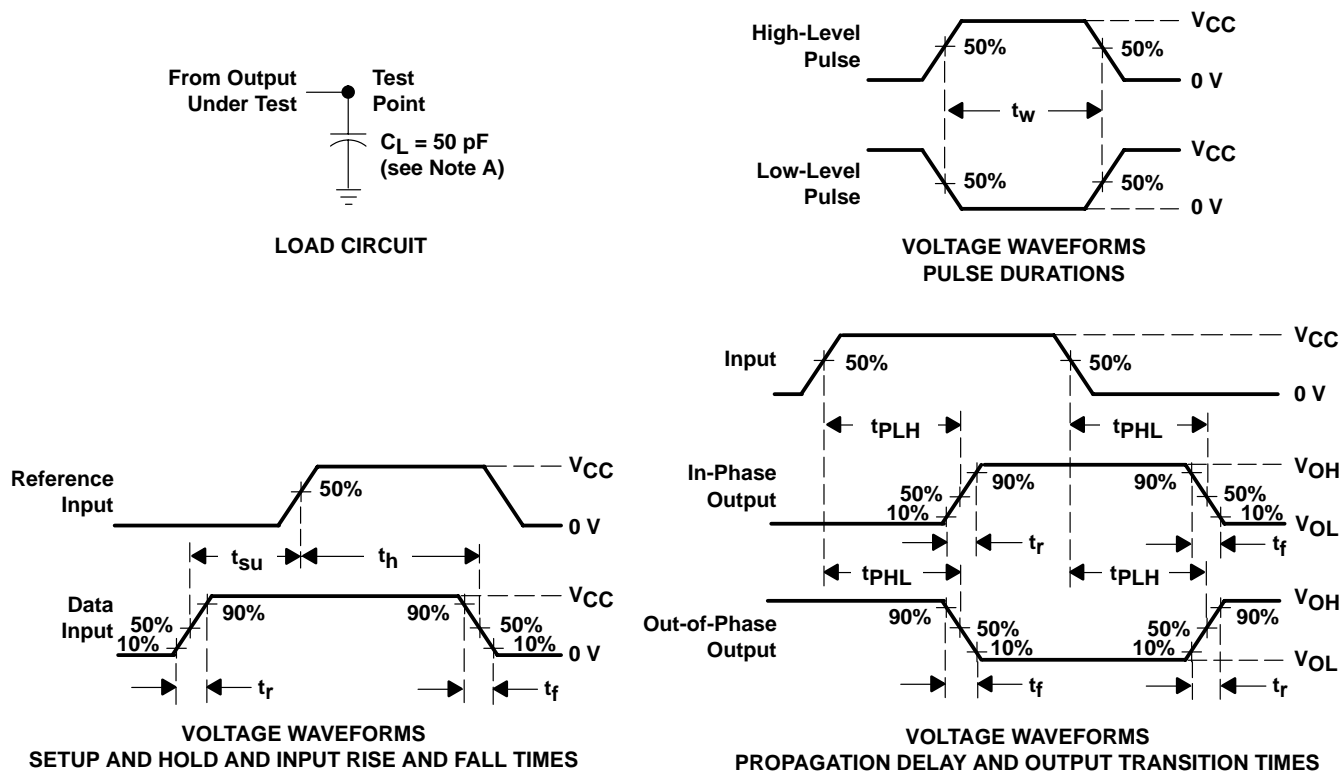 From Output
Under Test
Test
Point
CL = 50 pF
(see Note A)
LOAD CIRCUIT
High-Level
Pulse
50%
50%
VCC
0 V
tw
Low-Level
Pulse
50%
50%
VCC
0 V
VOLTAGE WAVEFORMS
PULSE DURATIONS
Reference
Input
50%
VCC
0 V
tsu
th
Data
Input
50%
10%
90%
90%
50%
10%
VCC
0 V
tr
tf
VOLTAGE WAVEFORMS
SETUP AND HOLD AND INPUT RISE AND FALL TIMES
Input
50%
50%
VCC
0 V
tPLH
tPHL
In-Phase
Output
50%
10%
90%
90%
50%
10%
VOH
VOL
tr
tf
tPHL
tPLH
Out-of-Phase
Output
90%
50%
10%
50%
10%
90%
VOH
VOL
tf
tr
VOLTAGE WAVEFORMS
PROPAGATION DELAY AND OUTPUT TRANSITION TIMES